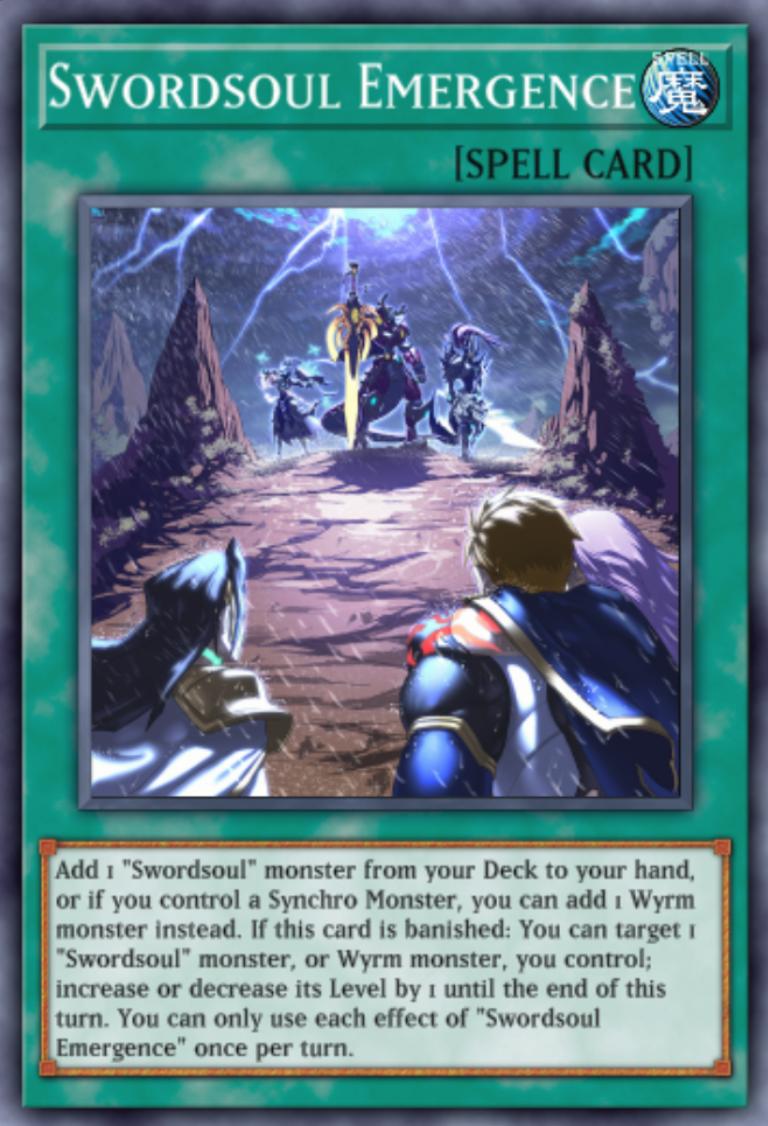 Swordsoul Emergence
SPELL
魔
[SPELL CARD]
Add 1 "Swordsoul" monster from your Deck to your hand,
or if you control a Synchro Monster, you can add 1 Wyrm
monster instead. If this card is banished: You can target 1
"Swordsoul" monster, or Wyrm monster, you control;
increase or decrease its Level by 1 until the end of this
turn. You can only use each effect of "Swordsoul
Emergence" once per turn.